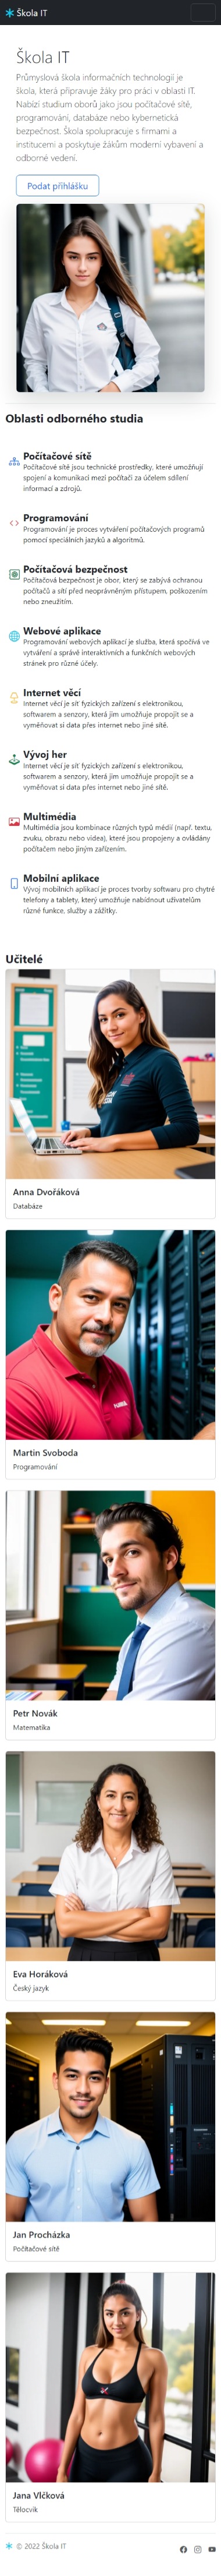 Škola IT
Škola IT
Průmyslová škola informačních technologií je
škola, která připravuje žáky pro práci v oblasti IT.
Nabízí studium oborů jako jsou počítačové sítě,
programování, databáze nebo kybernetická
bezpečnost. Škola spolupracuje s firmami a
institucemi a poskytuje žákům moderní vybavení a
odborné vedení.
Podat přihlášku
Oblasti odborného studia
Počítačové sítě
Počítačové sítě jsou technické prostředky, které umožňují
spojení a komunikaci mezi počítači za účelem sdílení
informací a zdrojů.
Programování
Programování je proces vytváření počítačových programů
pomocí speciálních jazyků a algoritmů.
Počítačová bezpečnost
Počítačová bezpečnost je obor, který se zabývá ochranou
počítačů a sítí před neoprávněným přístupem, poškozením
nebo zneužitím.
Webové aplikace
Programování webových aplikací je služba, která spočívá ve
vytváření a správě interaktivních a funkčních webových
stránek pro různé účely.
Internet věcí
Internet věcí je síť fyzických zařízení s elektronikou,
softwarem a senzory, která jim umožňuje propojit se a
vyměňovat si data přes internet nebo jiné sítě.
Vývoj her
Internet věcí je síť fyzických zařízení s elektronikou,
softwarem a senzory, která jim umožňuje propojit se a
vyměňovat si data přes internet nebo jiné sítě.
Multimédia
Multimédia jsou kombinace různých typů médií (např. textu,
zvuku, obrazu nebo videa), které jsou propojeny a ovládány
počítačem nebo jiným zařízením.
Mobilní aplikace
Vývoj mobilních aplikací je proces tvorby softwaru pro chytré
telefony a tablety, který umožňuje nabídnout uživatelům
různé funkce, služby a zážitky.
Učitelé
Anna Dvořáková
Databáze
Martin Svoboda
Programování
Petr Novák
Matematika
Eva Horáková
Český jazyk
Jan Procházka
Počítačové sítě
Jana Vlčková
Tělocvik
© 2022 Škola IT